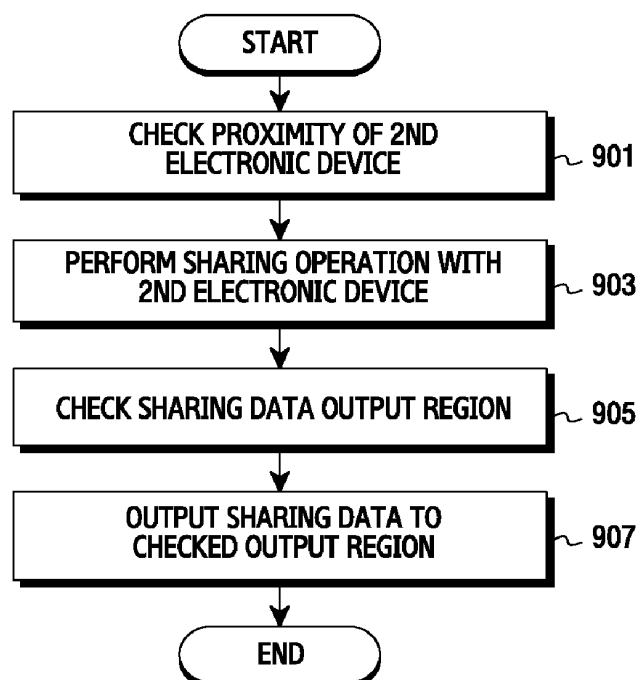 START
CHECK PROXIMITY OF 2ND
ELECTRONIC DEVICE
901
PERFORM SHARING OPERATION WITH
2ND ELECTRONIC DEVICE
903
CHECK SHARING DATA OUTPUT REGION
905
OUTPUT SHARING DATA TO
CHECKED OUTPUT REGION
907
END